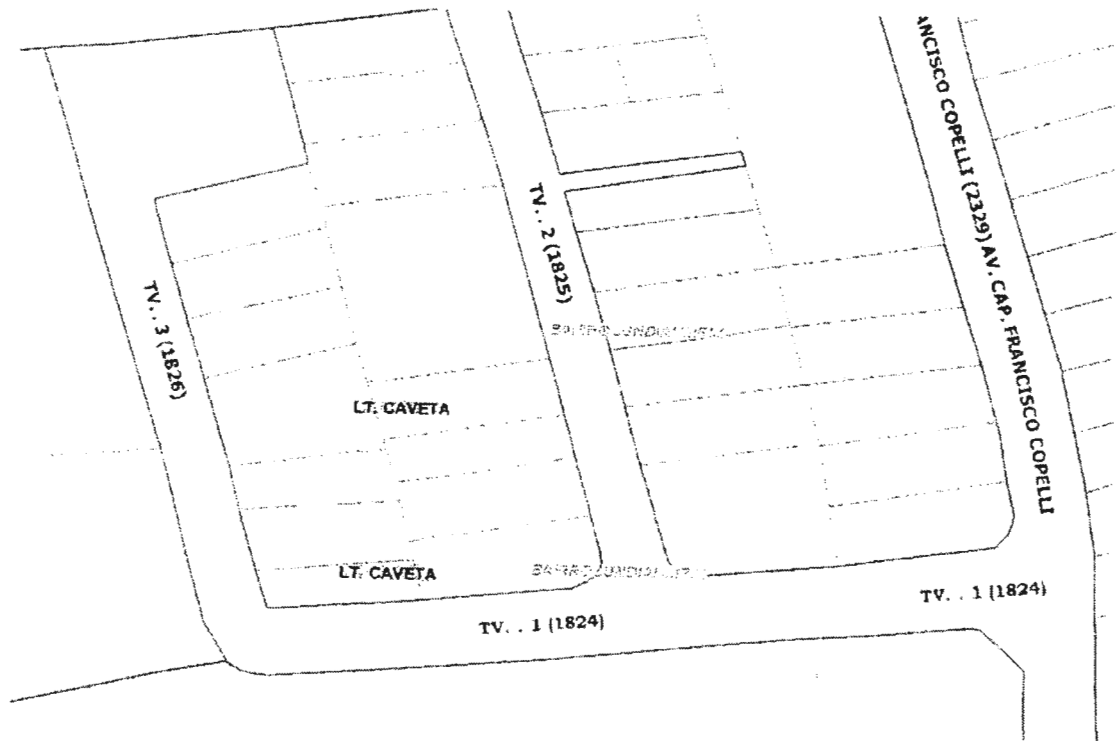 ANCISCO COPELLI (2329) AV. CAP. FRANCISCO COPELLI
TV. . 2 (1825)
TV. . 3 (1826)
LT. CAVETA
LT. CAVETA
TV. . 1 (1824)
TV. . 1 (1824)